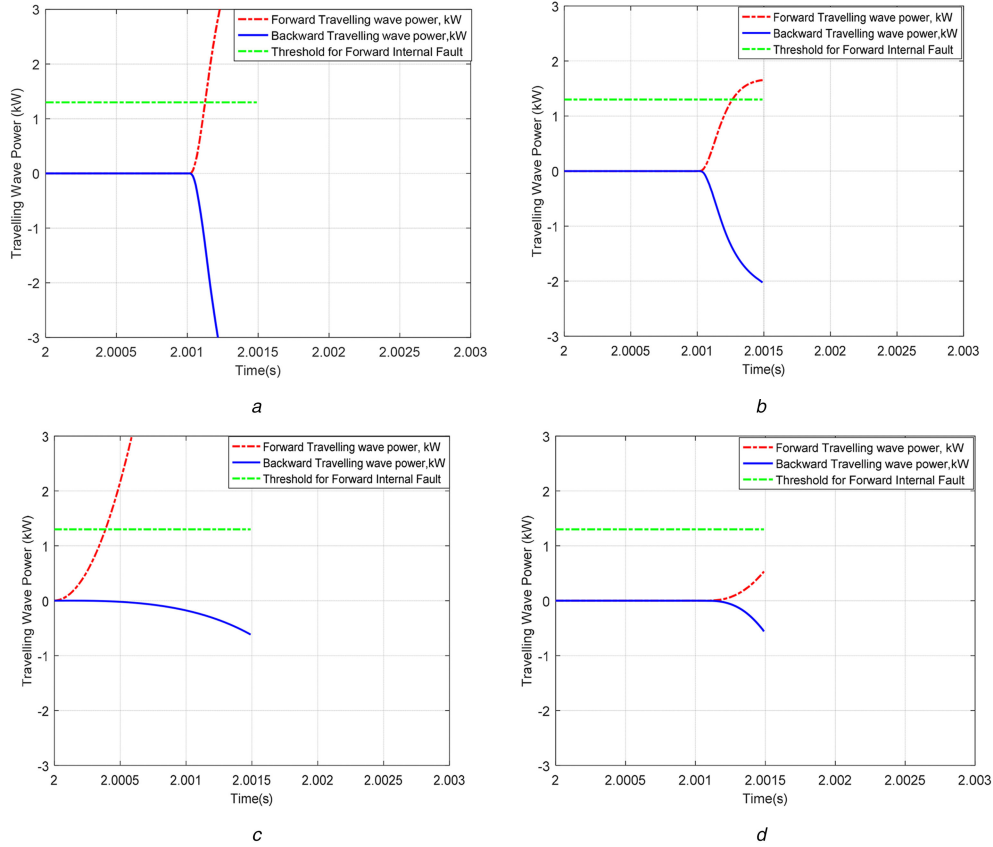 Forward Travelling wave power, kW
Backward Travelling wave power,kW
Threshold for Forward Internal Fault
3
2
1
0
-1
-2
-3
Travelling Wave Power (kW)
2 2.0005 2.001 2.0015 2.002 2.0025 2.003
Time(s)
a
Forward Travelling wave power, kW
Backward Travelling wave power,kW
Threshold for Forward Internal Fault
3
2
1
0
-1
-2
-3
Travelling Wave Power (kW)
2 2.0005 2.001 2.0015 2.002 2.0025 2.003
Time(s)
b
Forward Travelling wave power, kW
Backward Travelling wave power,kW
Threshold for Forward Internal Fault
3
2
1
0
-1
-2
-3
Travelling Wave Power (kW)
2 2.0005 2.001 2.0015 2.002 2.0025 2.003
Time(s)
c
Forward Travelling wave power, kW
Backward Travelling wave power,kW
Threshold for Forward Internal Fault
3
2
1
0
-1
-2
-3
Travelling Wave Power (kW)
2 2.0005 2.001 2.0015 2.002 2.0025 2.003
Time(s)
d